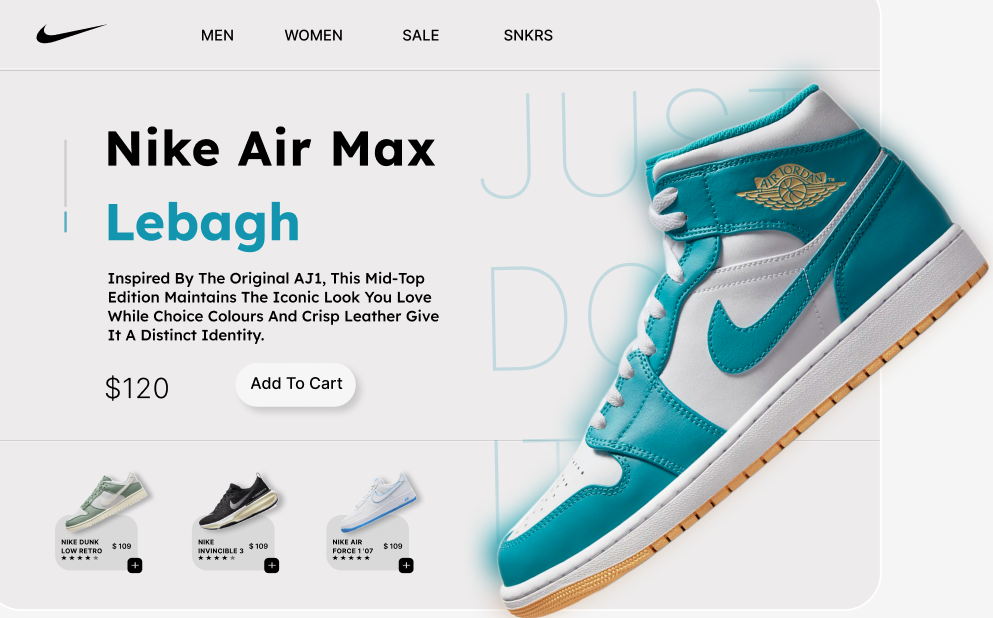 MEN WOMEN SALE SNKRS
JUST
Nike Air Max
AIR JORDAN
TM
Lebagh
Inspired By The Original AJ1, This Mid-Top
Edition Maintains The Iconic Look You Love
While Choice Colours And Crisp Leather Give
It A Distinct Identity.
DO
$120 Add To Cart
IT
NIKE DUNK
LOW RETRO
$ 109
★ ★ ★ ★ ★
+
NIKE
INVINCIBLE 3
$ 109
★ ★ ★ ★ ★
+
NIKE AIR
FORCE 1 '07
$ 109
★ ★ ★ ★ ★
+